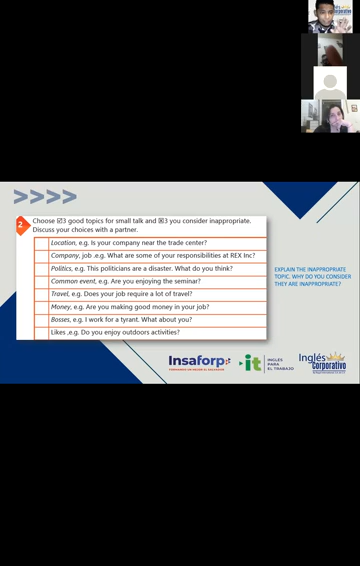 >>>>
2
Choose ☑3 good topics for small talk and ☒3 you consider inappropriate.
Discuss your choices with a partner.
Location, e.g. Is your company near the trade center?
Company, job .e.g. What are some of your responsibilities at REX Inc?
Politics, e.g. This politicians are a disaster. What do you think?
Common event, e.g. Are you enjoying the seminar?
Travel, e.g. Does your job require a lot of travel?
Money, e.g. Are you making good money in your job?
Bosses, e.g. I work for a tyrant. What about you?
Likes ,e.g. Do you enjoy outdoors activities?
EXPLAIN THE INAPPROPRIATE
TOPIC. WHY DO YOU CONSIDER
THEY ARE INAPPROPRIATE?
Insaforp
it
INGLÉS
PARA
EL TRABAJO
Inglés
Corporativo